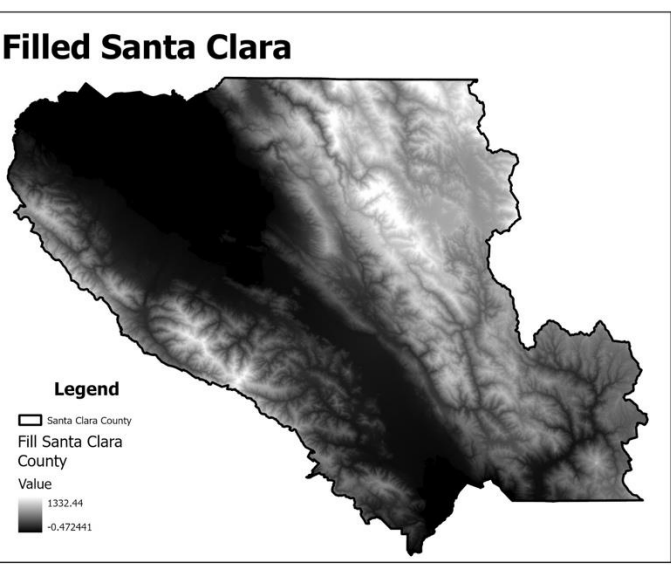 Filled Santa Clara
Legend
Santa Clara County
Fill Santa Clara
County
Value
1332.44
-0.472441